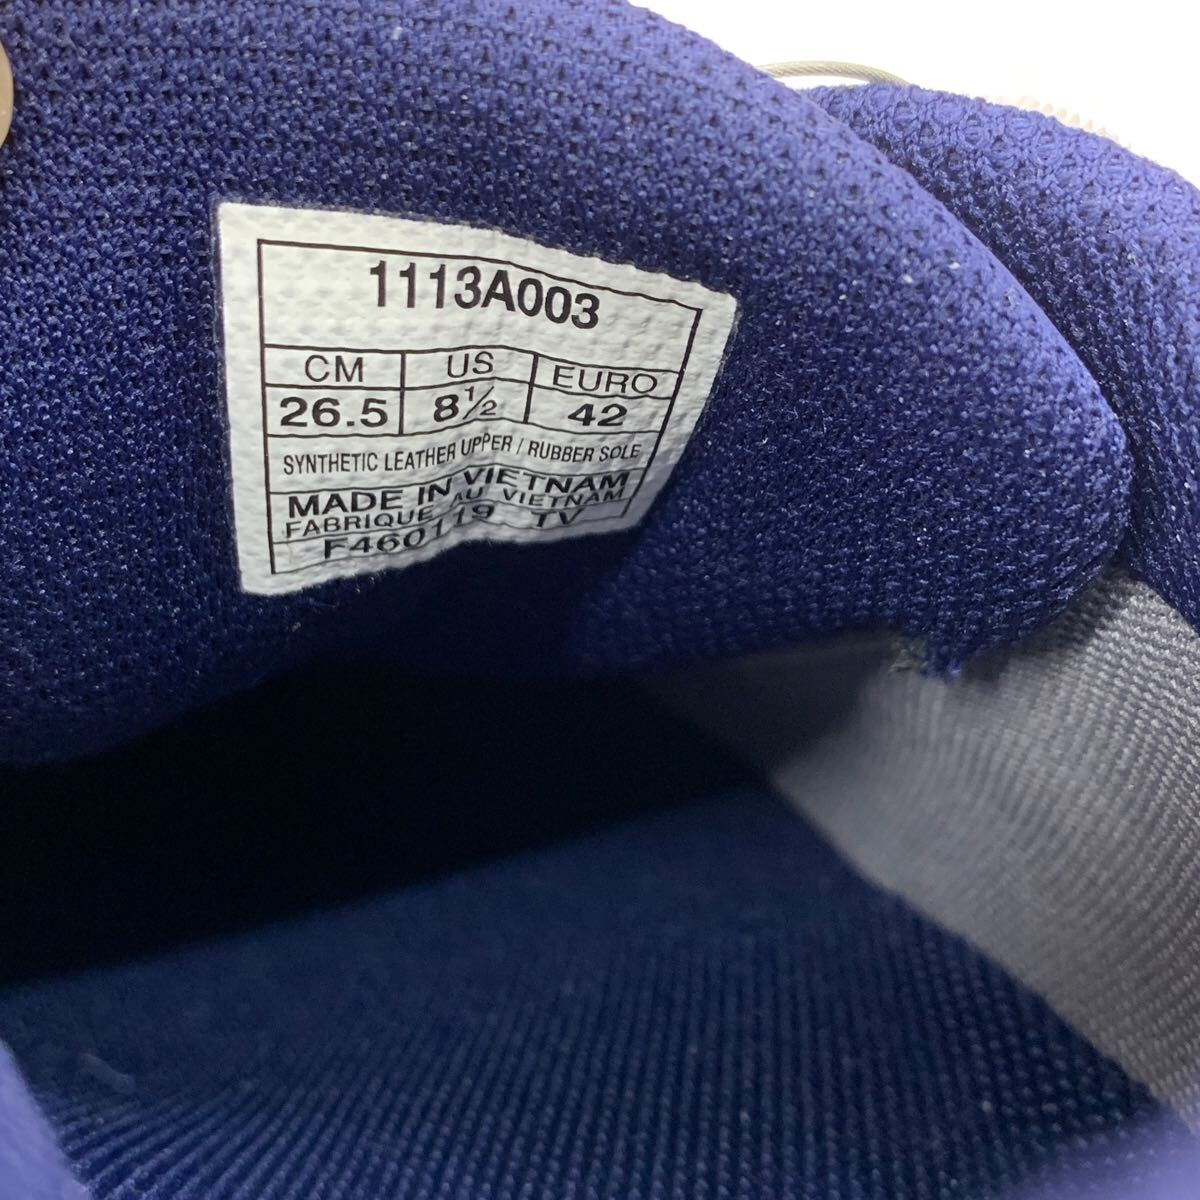 1113A003
CM US EURO
26.5 8½ 42
SYNTHETIC LEATHER UPPER / RUBBER SOLE
MADE IN VIETNAM
FABRIQUE AU VIETNAM
F460119 TV